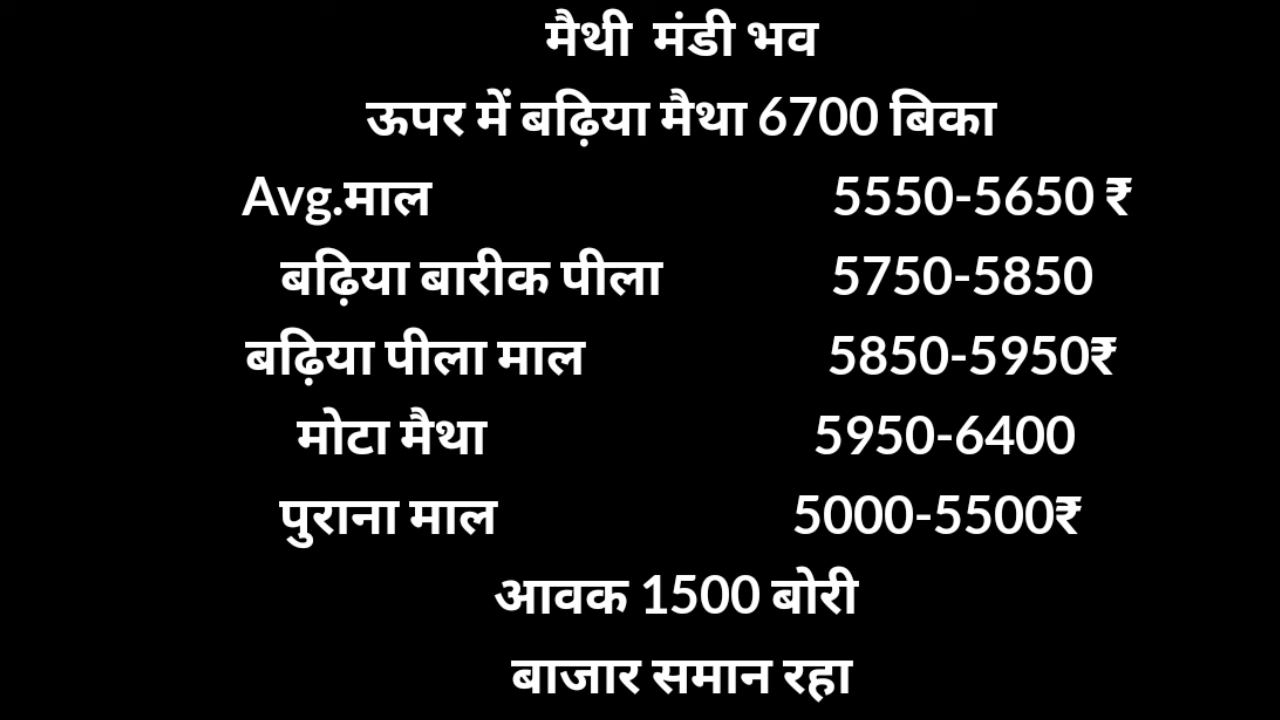 मैथी मंडी भव
ऊपर में बढ़िया मैथा 6700 बिका
Avg.माल 5550-5650 ₹
बढ़िया बारीक पीला 5750-5850
बढ़िया पीला माल 5850-5950₹
मोटा मैथा 5950-6400
पुराना माल 5000-5500₹
आवक 1500 बोरी
बाजार समान रहा